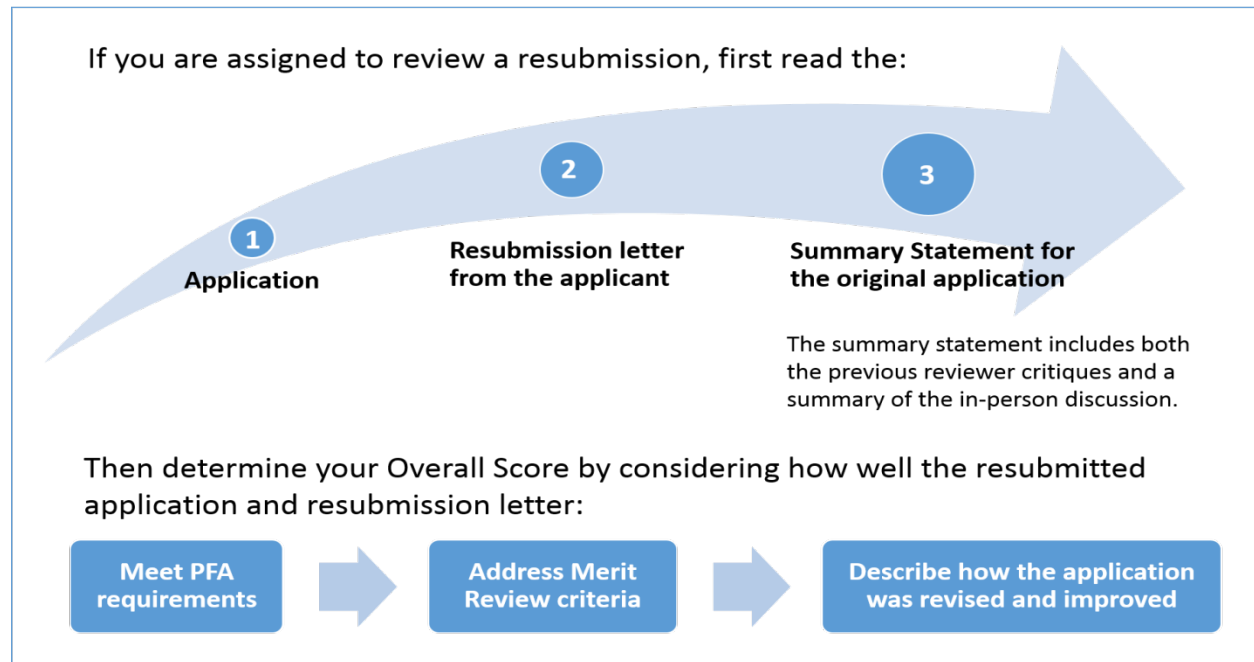 If you are assigned to review a resubmission, first read the:
1
Application
2
Resubmission letter
from the applicant
3
Summary Statement for
the original application
The summary statement includes both
the previous reviewer critiques and a
summary of the in-person discussion.
Then determine your Overall Score by considering how well the resubmitted
application and resubmission letter:
Meet PFA
requirements
Address Merit
Review criteria
Describe how the application
was revised and improved